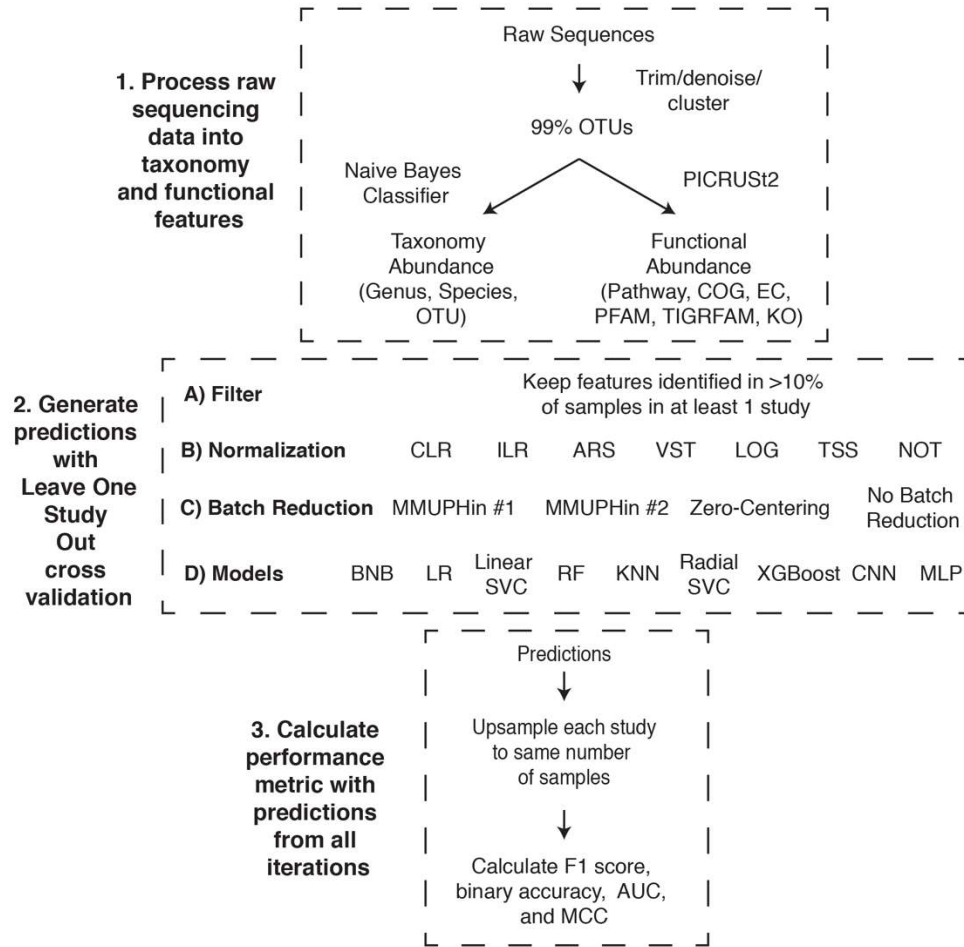 1. Process raw
sequencing
data into
taxonomy
and functional
features
Raw Sequences
Trim/denoise/
cluster
99% OTUs
Naive Bayes
Classifier
PICRUSt2
Taxonomy
Abundance
(Genus, Species,
OTU)
Functional
Abundance
(Pathway, COG, EC,
PFAM, TIGRFAM, KO)
2. Generate
predictions
with
Leave One
Study
Out
cross
validation
A) Filter
Keep features identified in >10%
of samples in at least 1 study
B) Normalization CLR ILR ARS VST LOG TSS NOT
C) Batch Reduction MMUPHin #1 MMUPHin #2 Zero-Centering No Batch
Reduction
D) Models BNB LR Linear
SVC RF KNN Radial
SVC XGBoost CNN MLP
3. Calculate
performance
metric with
predictions
from all
iterations
Predictions
Upsample each study
to same number
of samples
Calculate F1 score,
binary accuracy, AUC,
and MCC